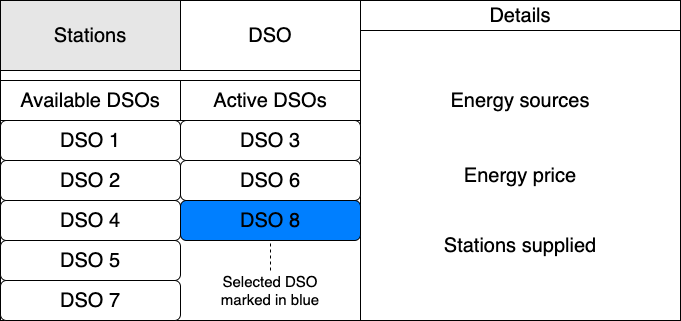 Stations
DSO
Details
Available DSOs
Active DSOs
DSO 1
DSO 3
DSO 2
DSO 6
DSO 4
DSO 8
DSO 5
DSO 7
Selected DSO
marked in blue
Energy sources
Energy price
Stations supplied